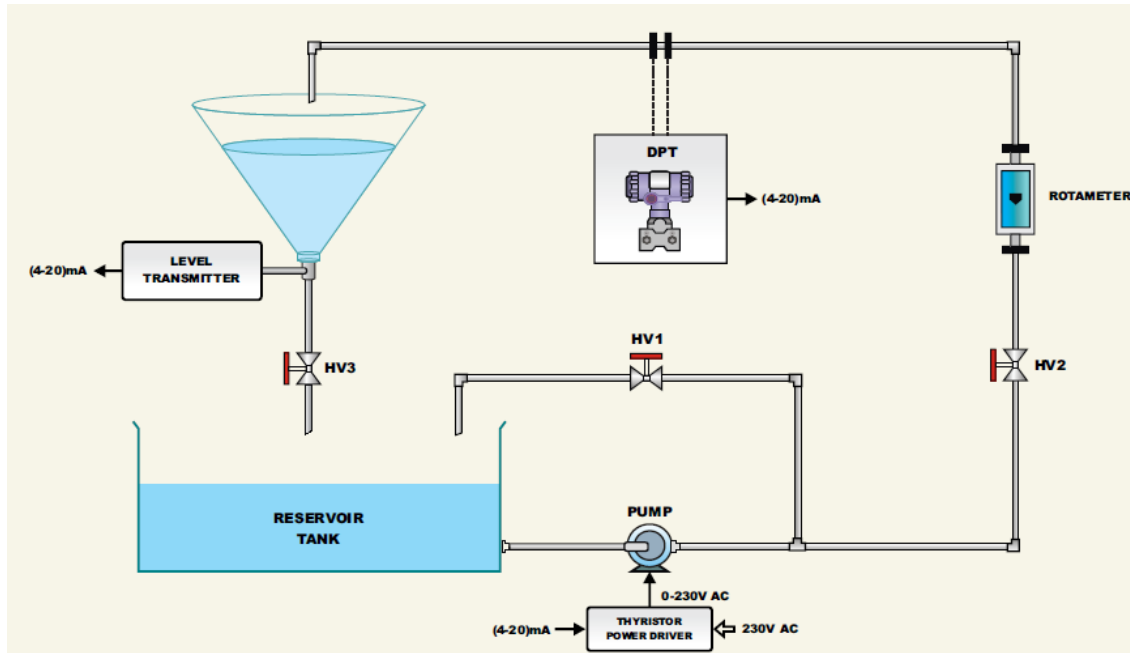 DPT
(4-20)mA
ROTAMETER
LEVEL
TRANSMITTER
(4-20)mA
HV3
HV1
HV2
RESERVOIR
TANK
PUMP
0-230V AC
(4-20)mA
THYRISTOR
POWER DRIVER
230V AC